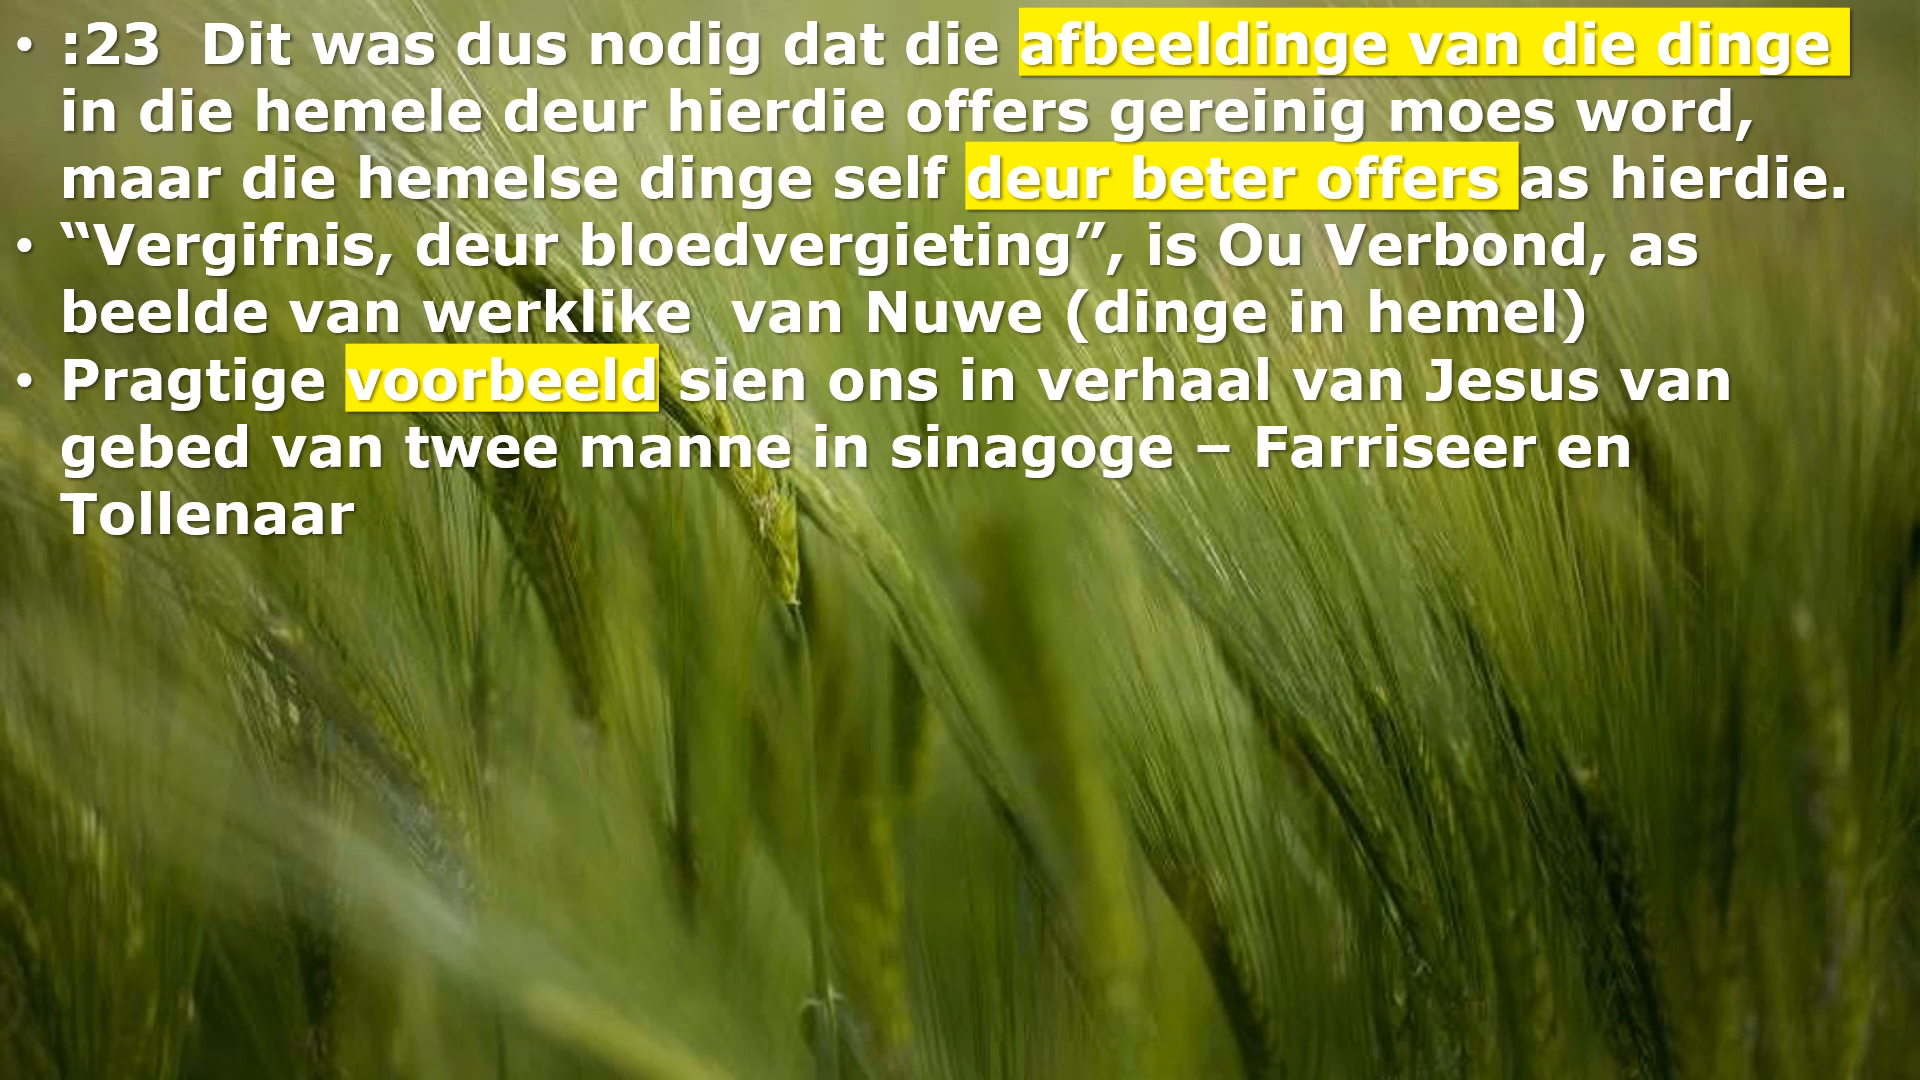 • :23  Dit was dus nodig dat die afbeeldinge van die dinge
in die hemele deur hierdie offers gereinig moes word,
maar die hemelse dinge self deur beter offers as hierdie.
• “Vergifnis, deur bloedvergieting”, is Ou Verbond, as
beelde van werklike  van Nuwe (dinge in hemel)
• Pragtige voorbeeld sien ons in verhaal van Jesus van
gebed van twee manne in sinagoge – Farriseer en
Tollenaar